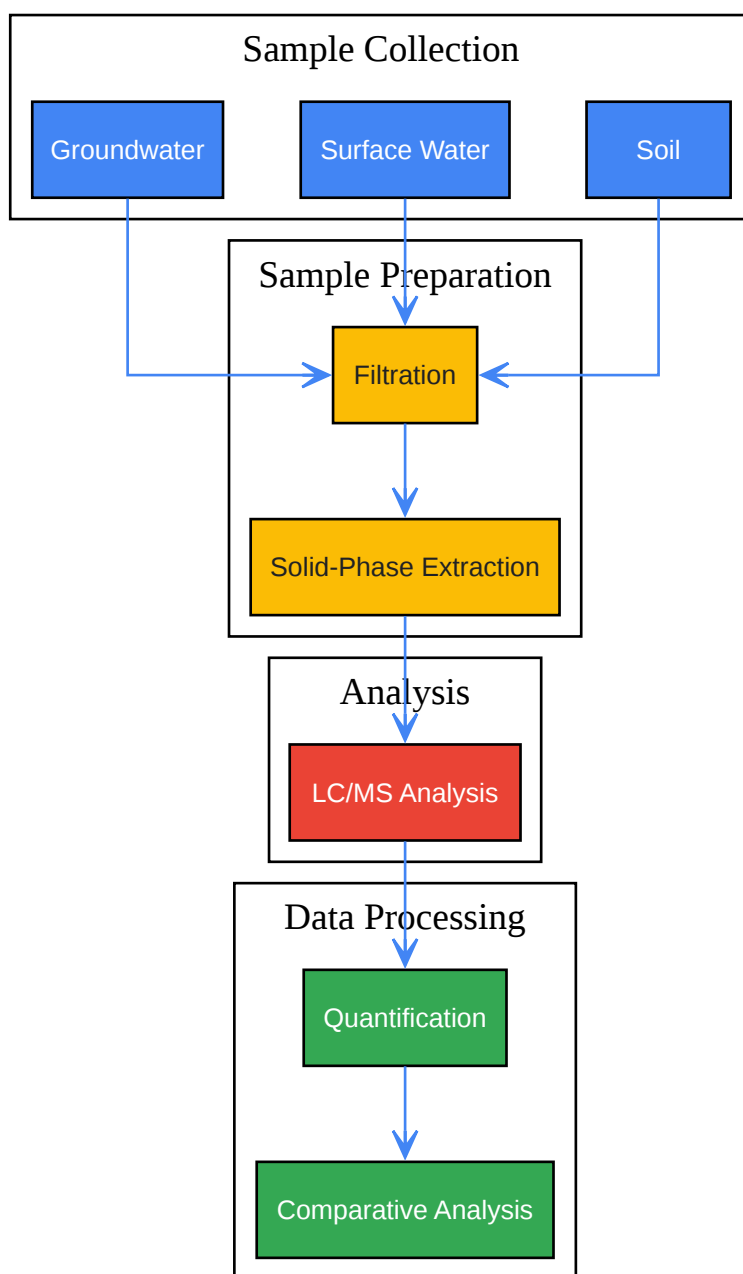 Sample Collection
Groundwater
Surface Water
Soil
Sample Preparation
Filtration
Solid-Phase Extraction
Analysis
LC/MS Analysis
Data Processing
Quantification
Comparative Analysis